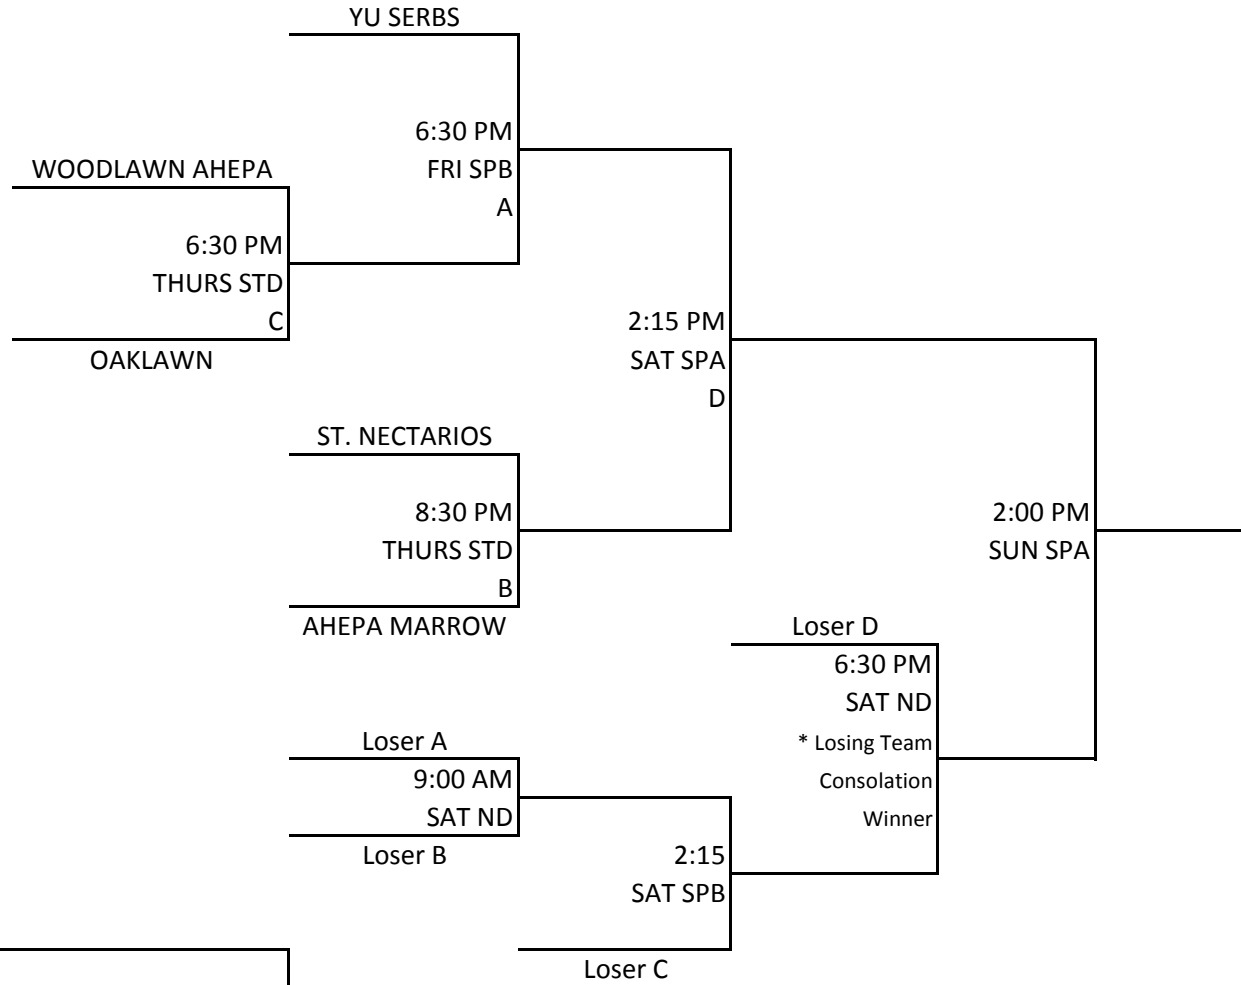 YU SERBS
6:30 PM
FRI SPB
A
WOODLAWN AHEPA
6:30 PM
THURS STD
C
OAKLAWN
2:15 PM
SAT SPA
D
ST. NECTARIOS
8:30 PM
THURS STD
B
AHEPA MARROW
2:00 PM
SUN SPA
Loser D
6:30 PM
SAT ND
* Losing Team
Consolation
Winner
Loser A
9:00 AM
SAT ND
Loser B
2:15
SAT SPB
Loser C